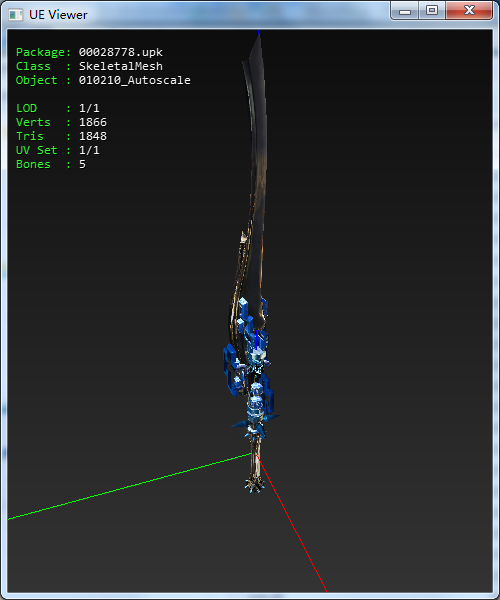 UE Viewer
Package: 00028778.upk
Class : SkeletalMesh
Object : 010210_Autoscale
LOD : 1/1
Verts : 1866
Tris : 1848
UV Set : 1/1
Bones : 5